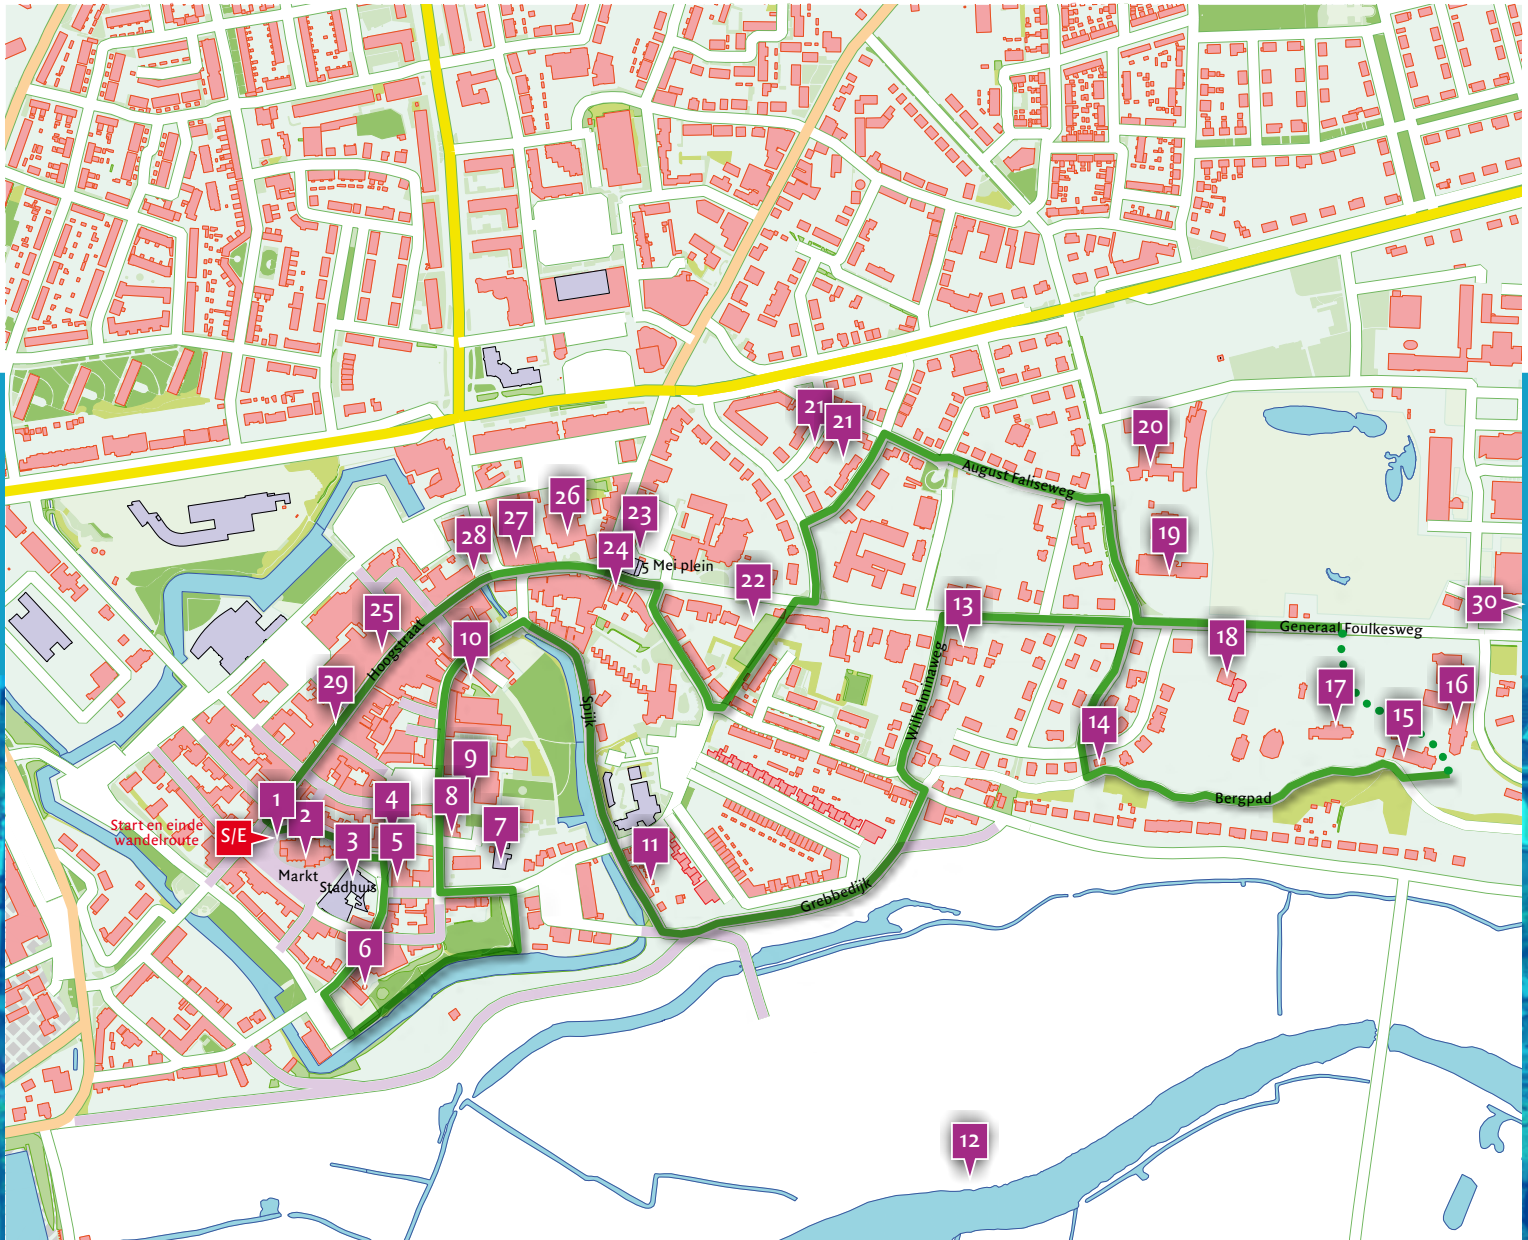 21
21
20
August Faliseweg
26
27
23
28
19
24
5 Mei plein
22
13
30
25
Hoogstraat
10
Generaal Foulkesweg
18
29
Spijk
Wilhelminaweg
17
16
15
14
9
1
4
8
Bergpad
2
7
Start en einde
wandelroute
S/E
3
5
11
Markt
Stadhuis
Grebbedijk
6
12